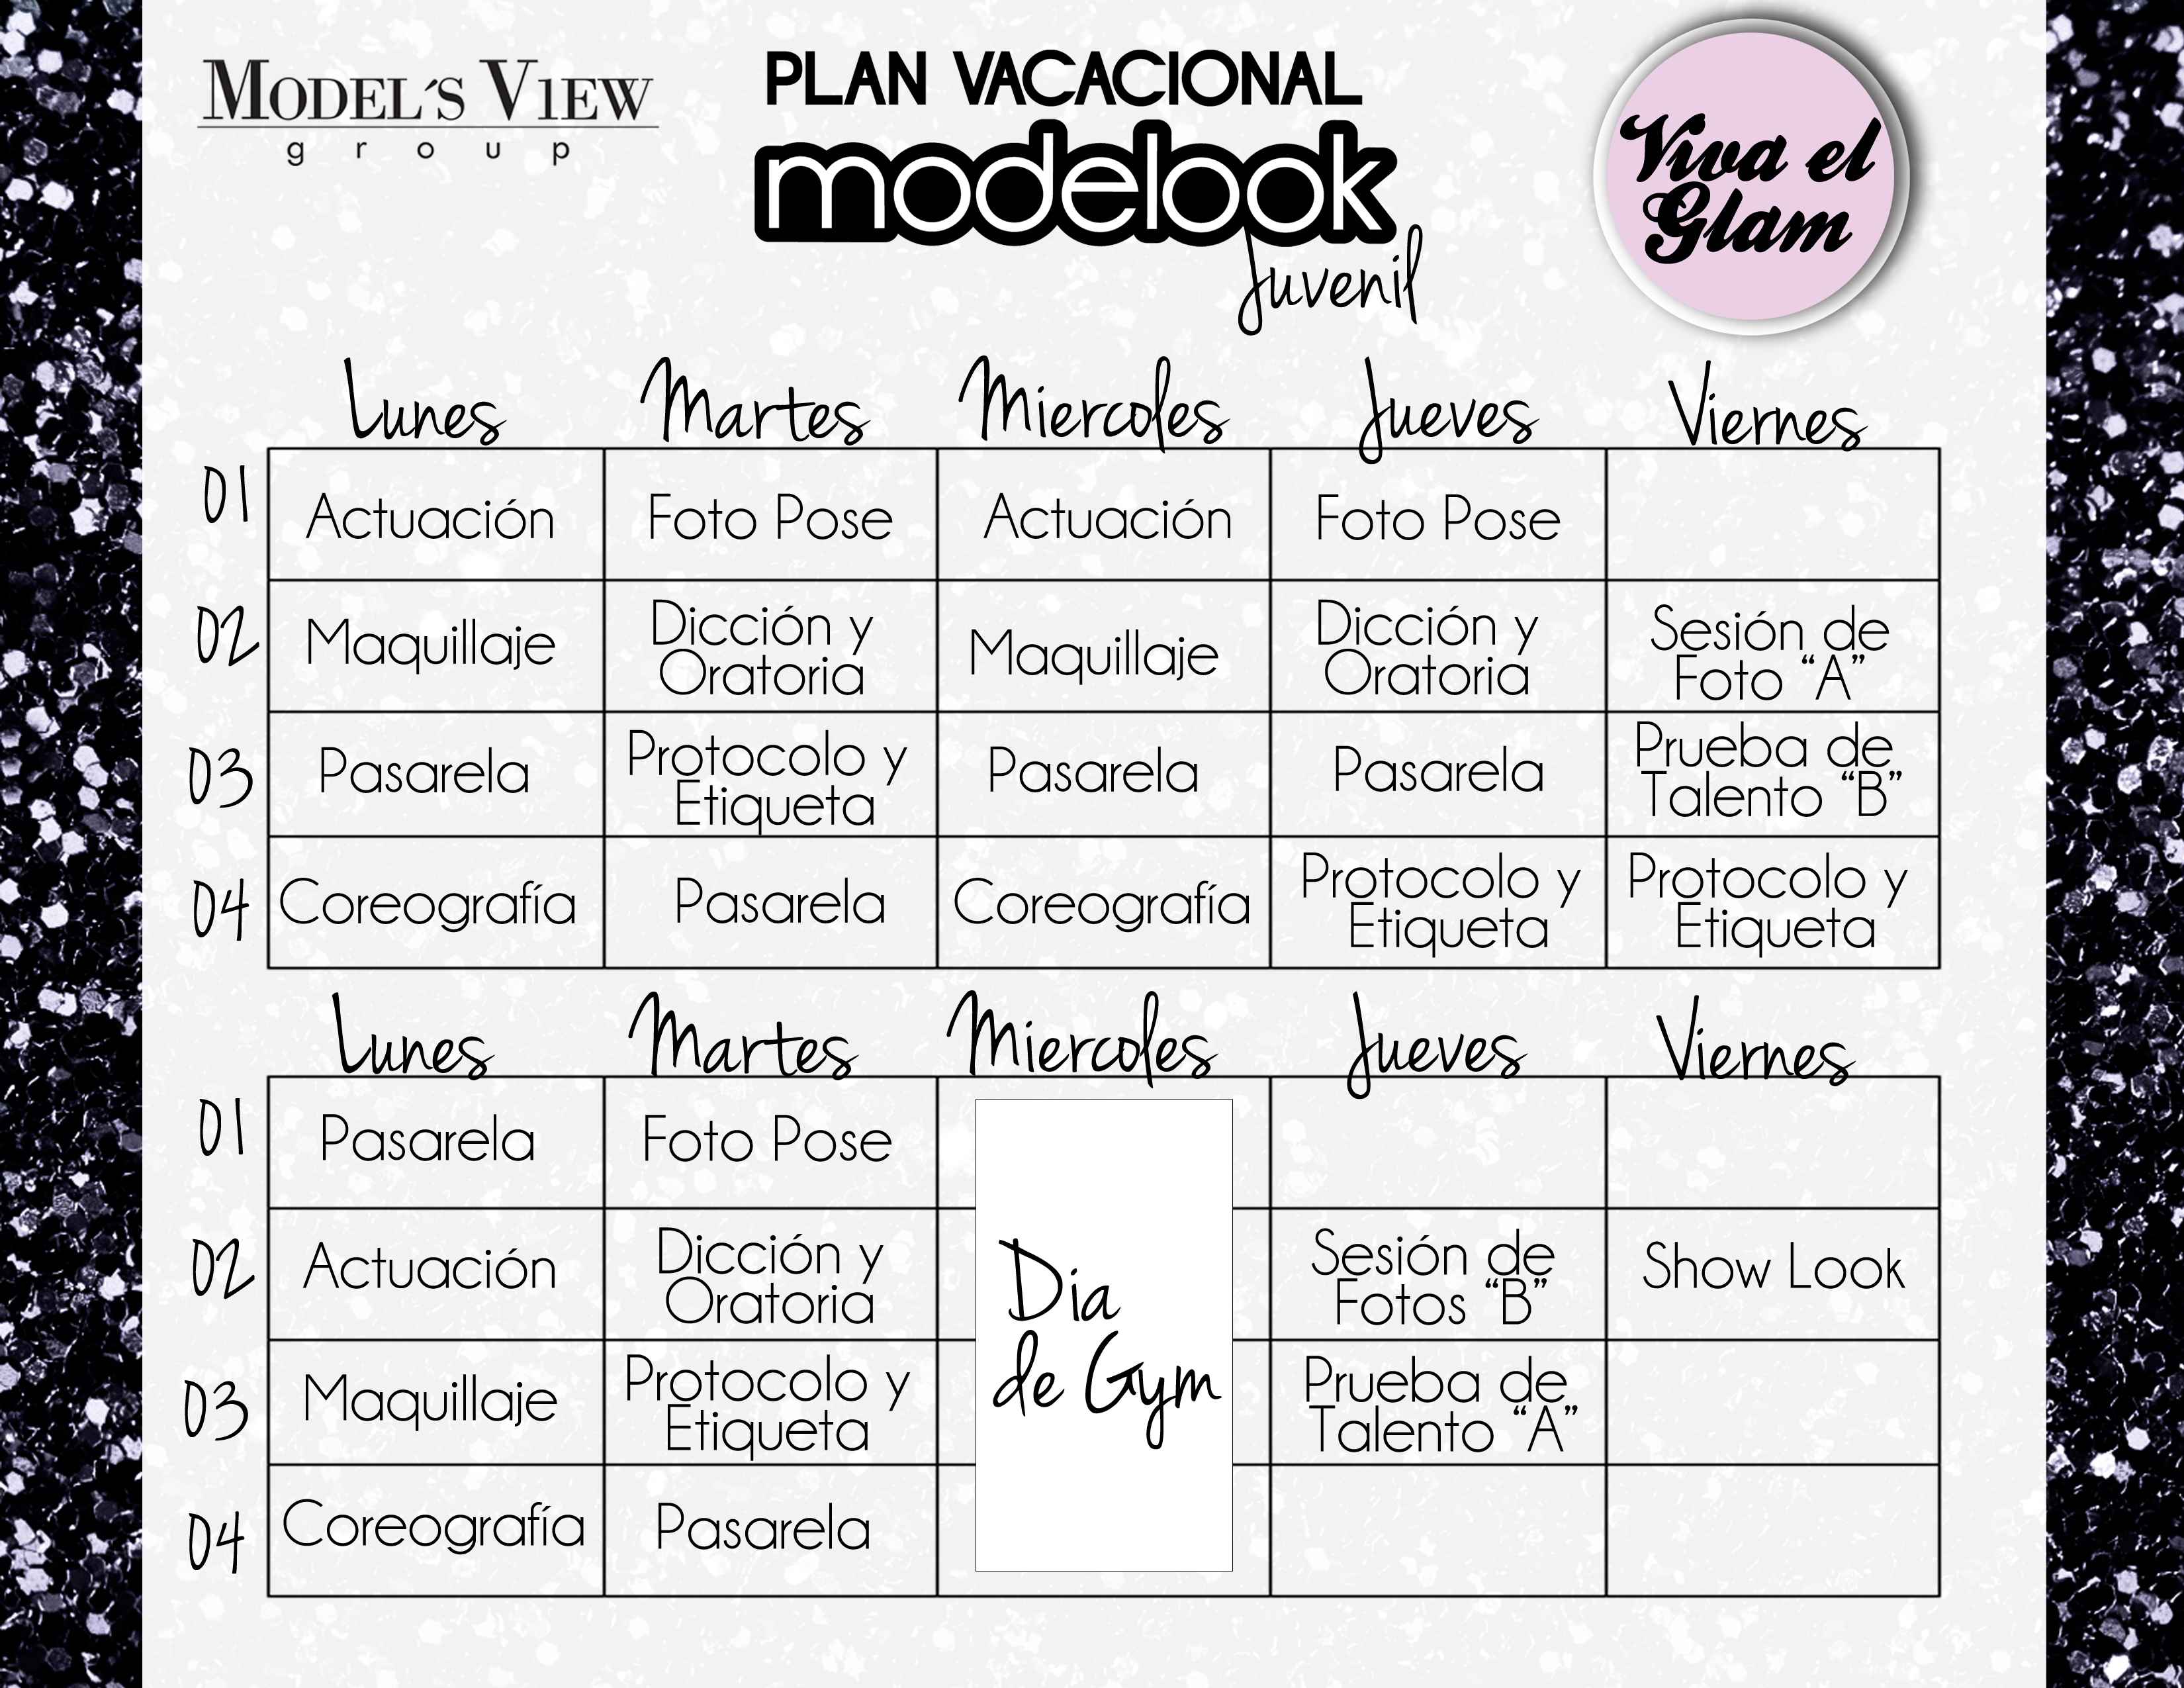 MODEL´S V1EW
group
PLAN VACACIONAL
modelook
Juvenil
Viva el
Glam
Lunes Martes Miercoles Jueves Viernes
01 Actuación Foto Pose Actuación Foto Pose
02 Maquillaje Dicción y Oratoria Maquillaje Dicción y Oratoria Sesión de Foto “A”
03 Pasarela Protocolo y Etiqueta Pasarela Pasarela Prueba de Talento “B”
04 Coreografía Pasarela Coreografía Protocolo y Etiqueta Protocolo y Etiqueta
Lunes Martes Miercoles Jueves Viernes
01 Pasarela Foto Pose
02 Actuación Dicción y Oratoria Sesión de Fotos “B” Show Look
Dia
de Gym
03 Maquillaje Protocolo y Etiqueta Prueba de Talento “A”
04 Coreografía Pasarela